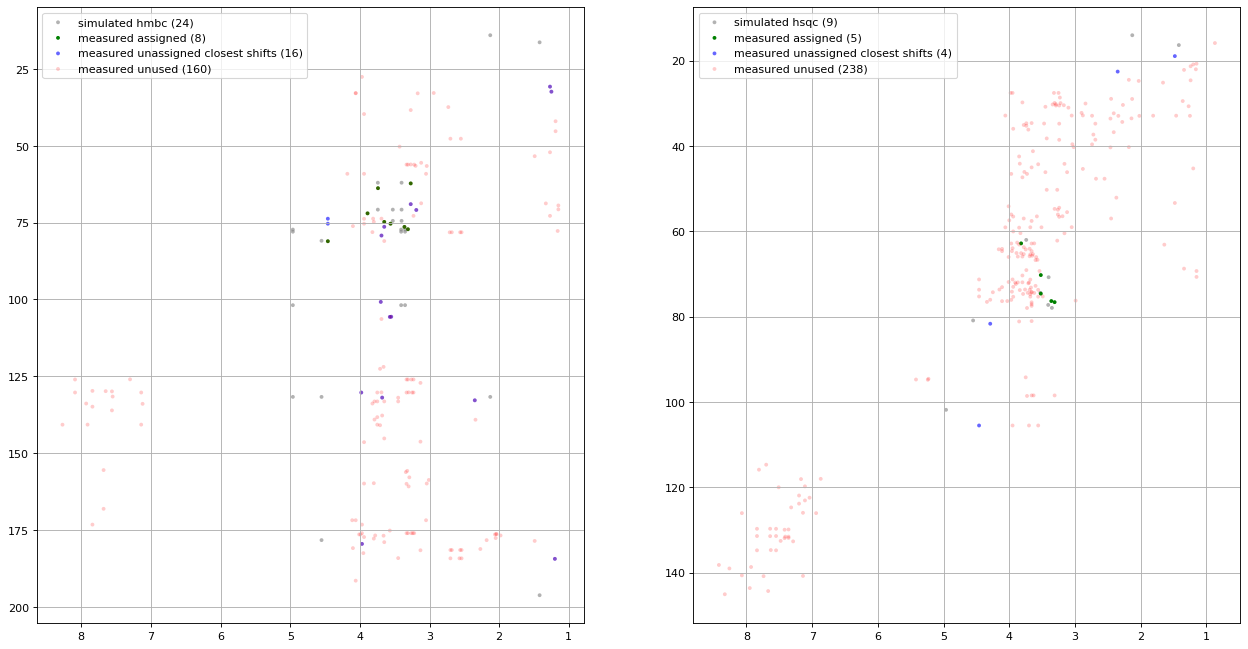 simulated hmbc (24)
measured assigned (8)
measured unassigned closest shifts (16)
measured unused (160)
25
50
75
100
125
150
175
200
8 7 6 5 4 3 2 1
simulated hsqc (9)
measured assigned (5)
measured unassigned closest shifts (4)
measured unused (238)
20
40
60
80
100
120
140
8 7 6 5 4 3 2 1